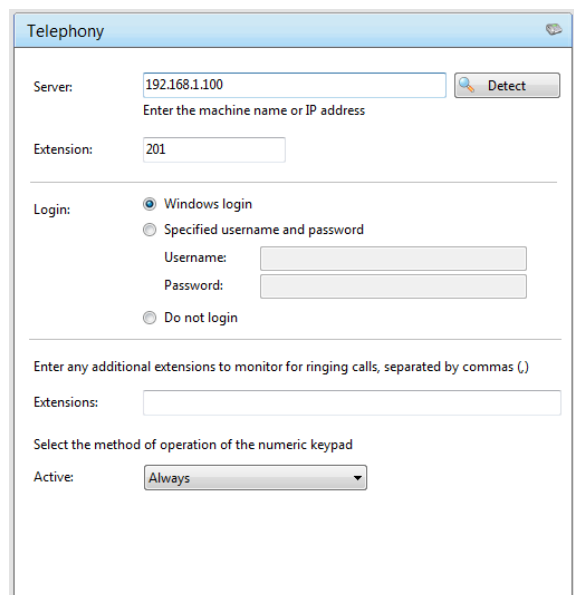 Telephony
Server: 192.168.1.100 Detect
Enter the machine name or IP address
Extension: 201
Login: Windows login
Specified username and password
Username:
Password:
Do not login
Enter any additional extensions to monitor for ringing calls, separated by commas (,)
Extensions:
Select the method of operation of the numeric keypad
Active: Always